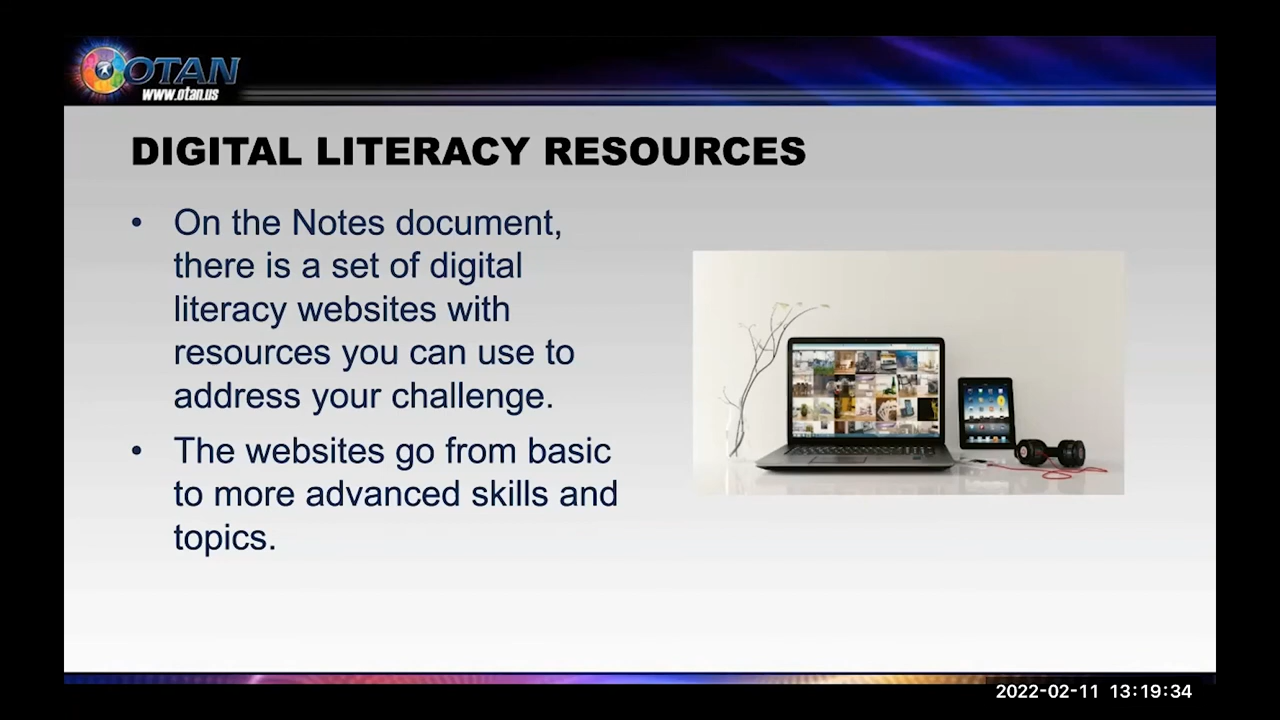 OTAN
www.otan.us
DIGITAL LITERACY RESOURCES
• On the Notes document,
there is a set of digital
literacy websites with
resources you can use to
address your challenge.
• The websites go from basic
to more advanced skills and
topics.
2022-02-11 13:19:34